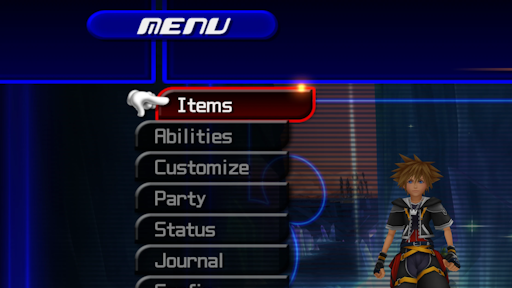 MENU
Items
Abilities
Customize
Party
Status
Journal